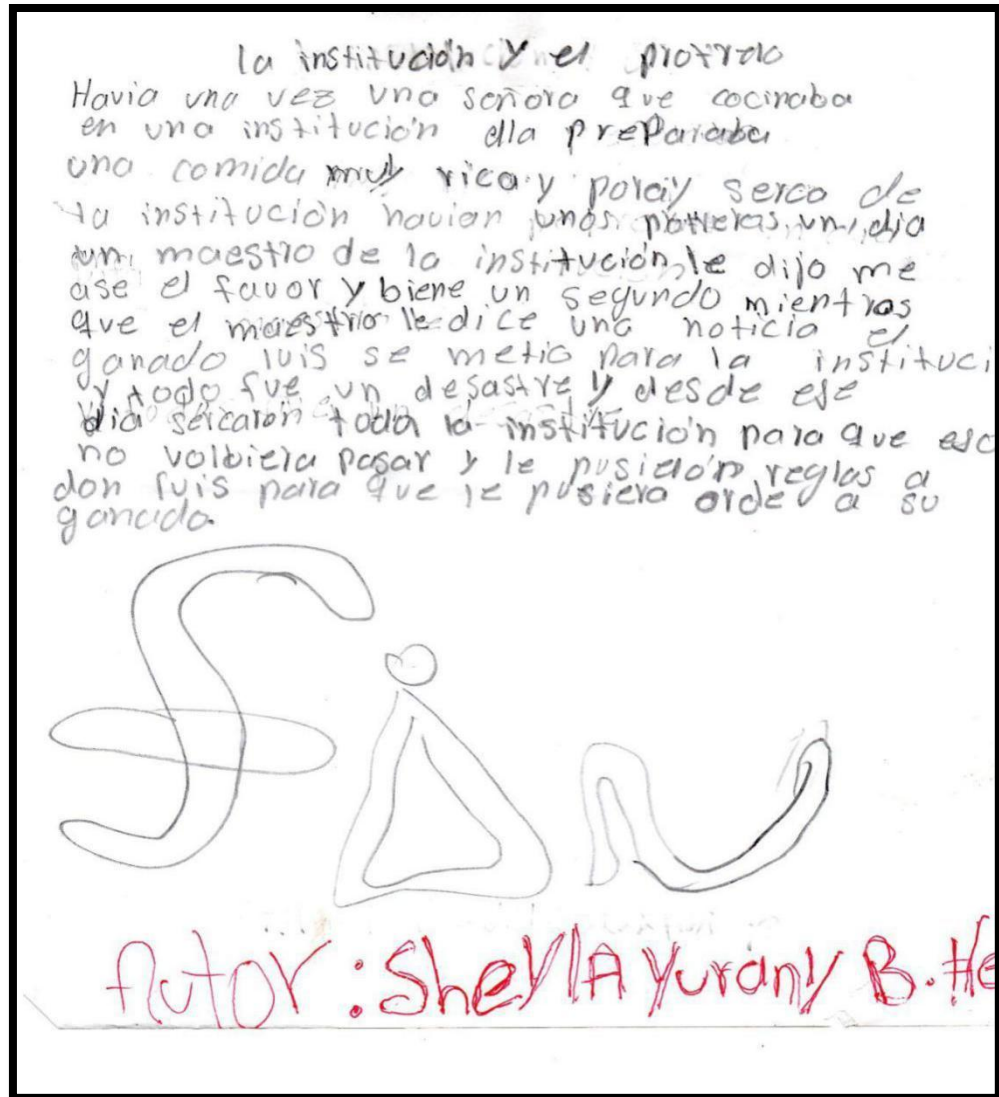 la institución y el
Havia una vez una señora que cocinaba
en una institución ella preparaba
una comida muy rica y poray serca de
la institución havian unos un dia
un maestro de la institución le dijo me
ase el favor y biene un segundo mientras
que el maestro le dice una noticia el
ganado luis se metio para la instituci
y todo fue un desastre y desde ese
dia sercaron toda la institución para que eso
no volbiera pasar y le pusieron reglas a
don luis para que le pusiera orde a su
ganado.
fin
Autor: SheylA Yurany B. He